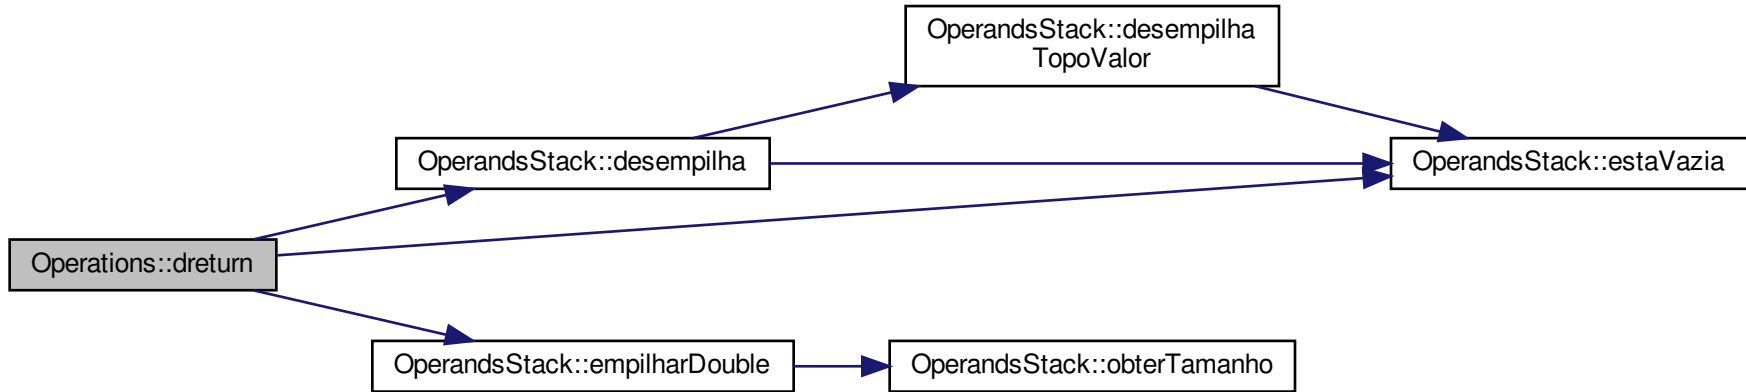 OperandsStack::desempilha
TopoValor
OperandsStack::desempilha
OperandsStack::estaVazia
Operations::dreturn
OperandsStack::empilharDouble
OperandsStack::obterTamanho